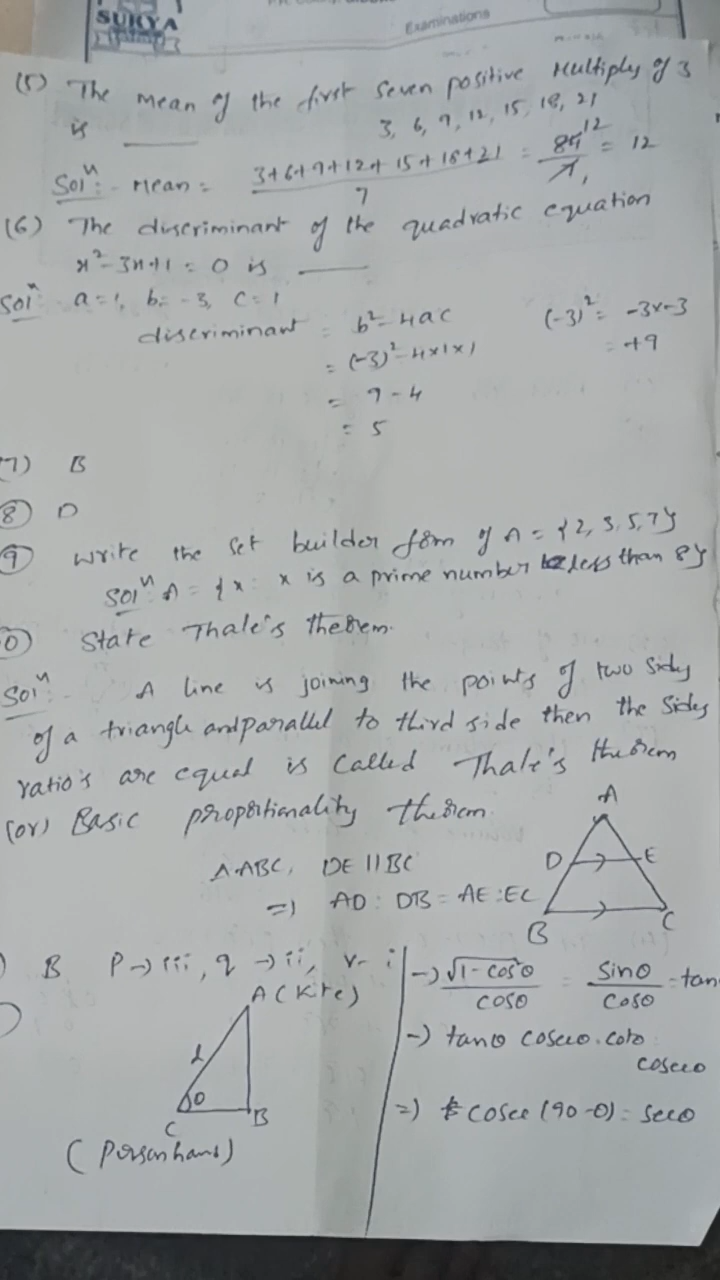 SURYA
Examinations
(5) The mean of the first seven positive Multiply of 3
is ____ 3, 6, 9, 12, 15, 18, 21
Solⁿ:- Mean = 3+6+9+12+15+18+21 / 7 = 84 12 / 7 1 = 12
(6) The discriminant of the quadratic equation
x² - 3x + 1 = 0 is ____
Solⁿ a = 1, b = -3, c = 1
discriminant = b² - 4ac (-3)² = -3x-3
= (-3)² - 4x1x1 = +9
= 9 - 4
= 5
7) B
8 D
9 Write the Set builder form of A = {2, 3, 5, 7}
Solⁿ: A = {x : x is a prime number less than 8}
0) State Thale's theorem.
Solⁿ: A line is joining the points of two Sides
of a triangle and parallel to third side then the Sides
ratio's are equal is Called Thale's theorem
(or) Basic proportionality theorem.
A
ΔABC, DE || BC D E
=> AD : DB = AE : EC
B C
) B P -> iii, q -> ii, r - i
A (Kite)
l
θ
C B
(Person hand)
-> √1 - cos²θ / cosθ = Sinθ / Cosθ = tan
-> tanθ cosecθ . cotθ
cosecθ
=> cosec (90-θ) = secθ